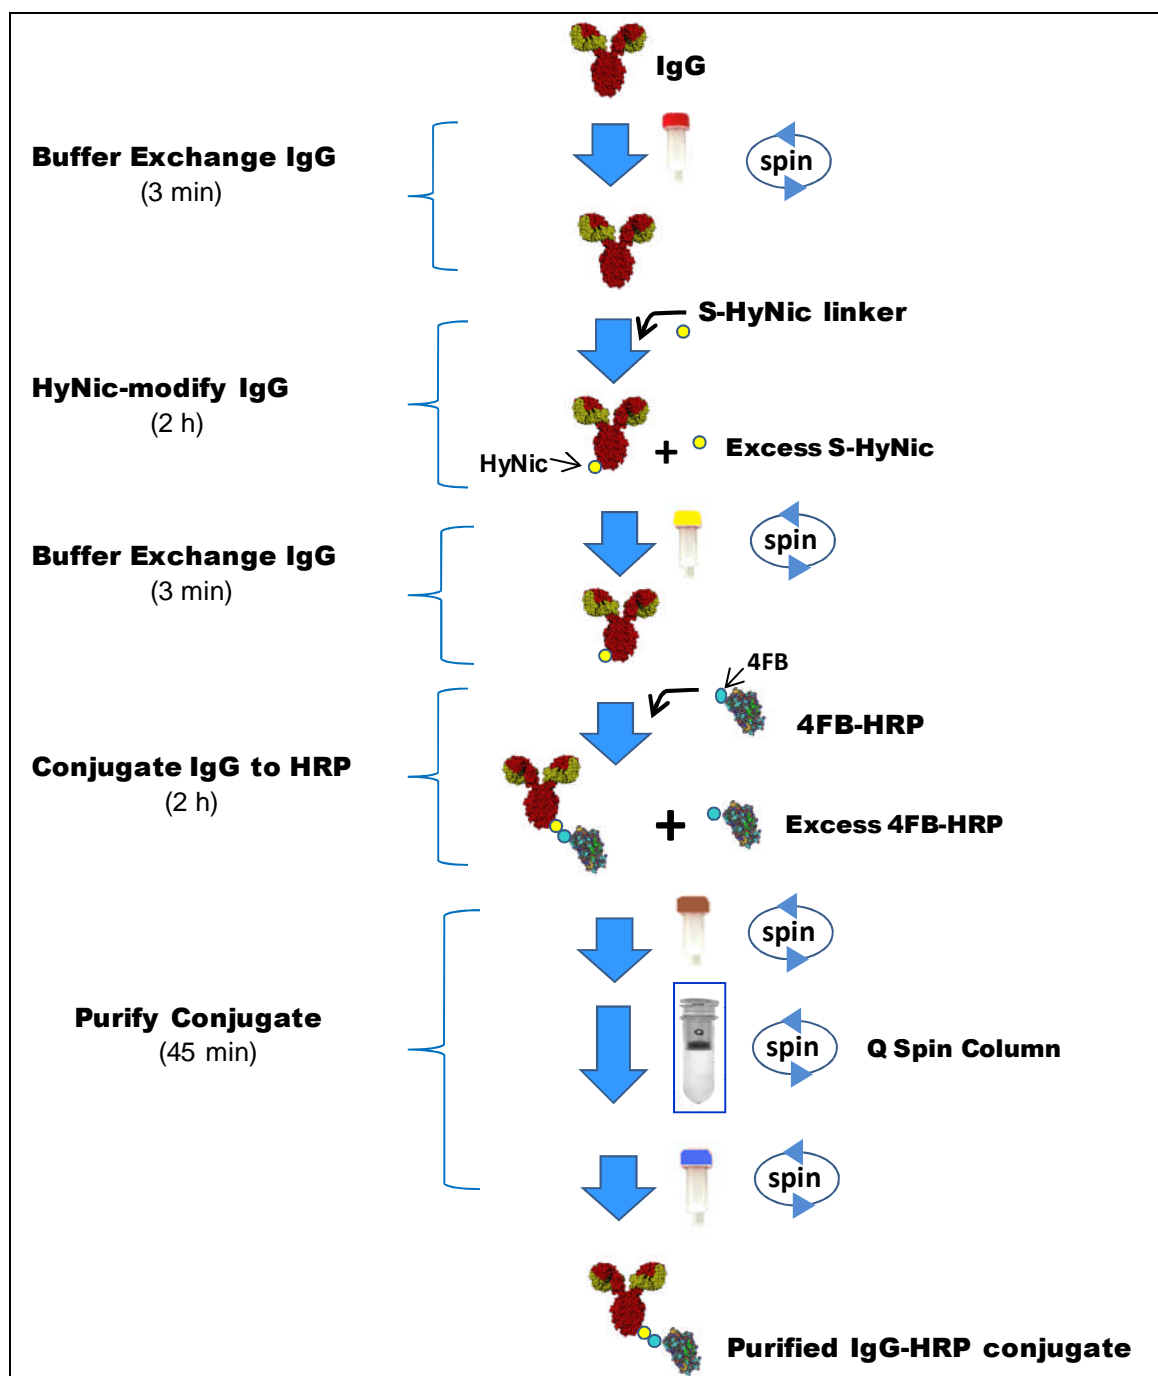 IgG
Buffer Exchange IgG
(3 min)
spin
S-HyNic linker
HyNic-modify IgG
(2 h)
HyNic
+
Excess S-HyNic
Buffer Exchange IgG
(3 min)
spin
4FB
4FB-HRP
Conjugate IgG to HRP
(2 h)
+
Excess 4FB-HRP
spin
Purify Conjugate
(45 min)
Q
spin
Q Spin Column
spin
Purified IgG-HRP conjugate